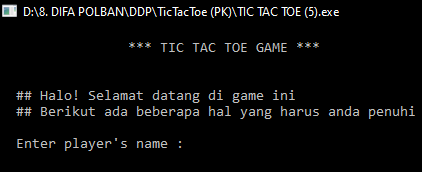 D:\8. DIFA POLBAN\DDP\TicTacToe (PK)\TIC TAC TOE (5).exe
*** TIC TAC TOE GAME ***
## Halo! Selamat datang di game ini
## Berikut ada beberapa hal yang harus anda penuhi
Enter player's name :